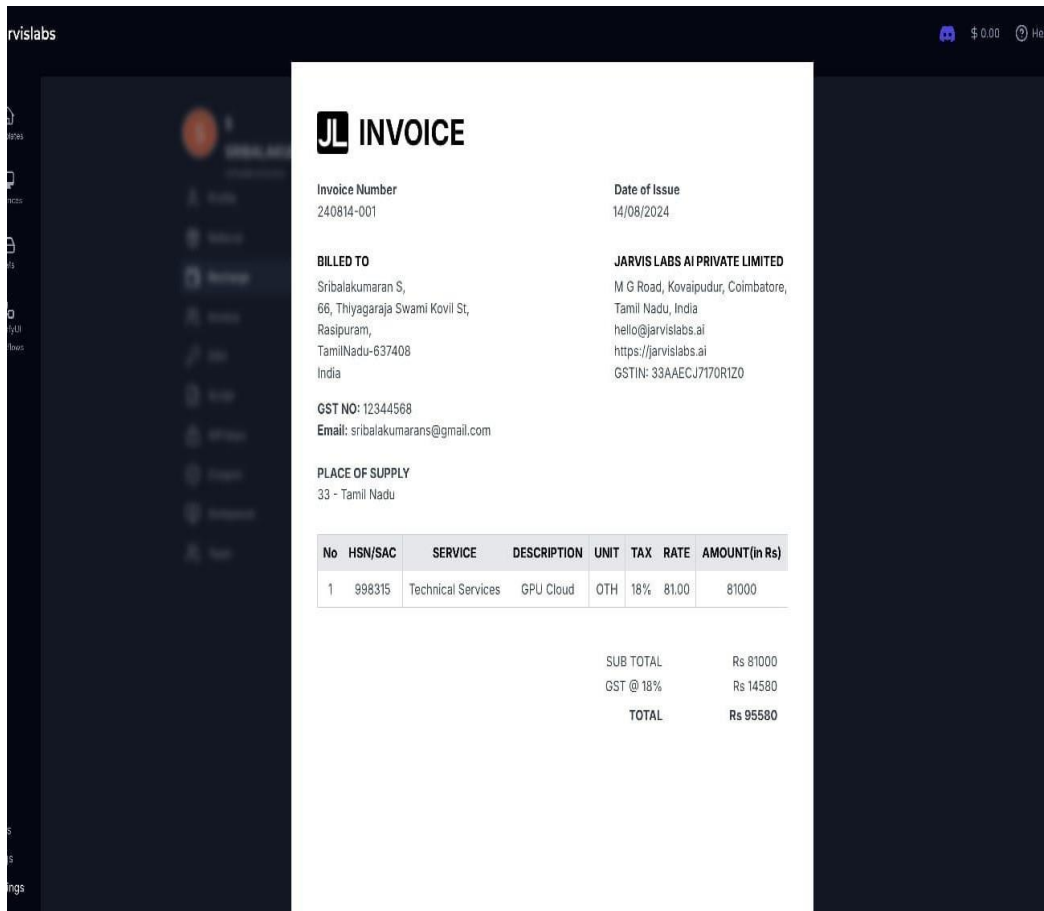 rvislabs
$ 0.00
He
JL INVOICE
Invoice Number
240814-001
Date of Issue
14/08/2024
BILLED TO
Sribalakumaran S,
66, Thiyagaraja Swami Kovil St,
Rasipuram,
TamilNadu-637408
India
GST NO: 12344568
Email: sribalakumarans@gmail.com
PLACE OF SUPPLY
33 - Tamil Nadu
JARVIS LABS AI PRIVATE LIMITED
M G Road, Kovaipudur, Coimbatore,
Tamil Nadu, India
hello@jarvislabs.ai
https://jarvislabs.ai
GSTIN: 33AAECJ7170R1Z0
No HSN/SAC SERVICE DESCRIPTION UNIT TAX RATE AMOUNT(in Rs)
1 998315 Technical Services GPU Cloud OTH 18% 81.00 81000
SUB TOTAL Rs 81000
GST @ 18% Rs 14580
TOTAL Rs 95580
ings